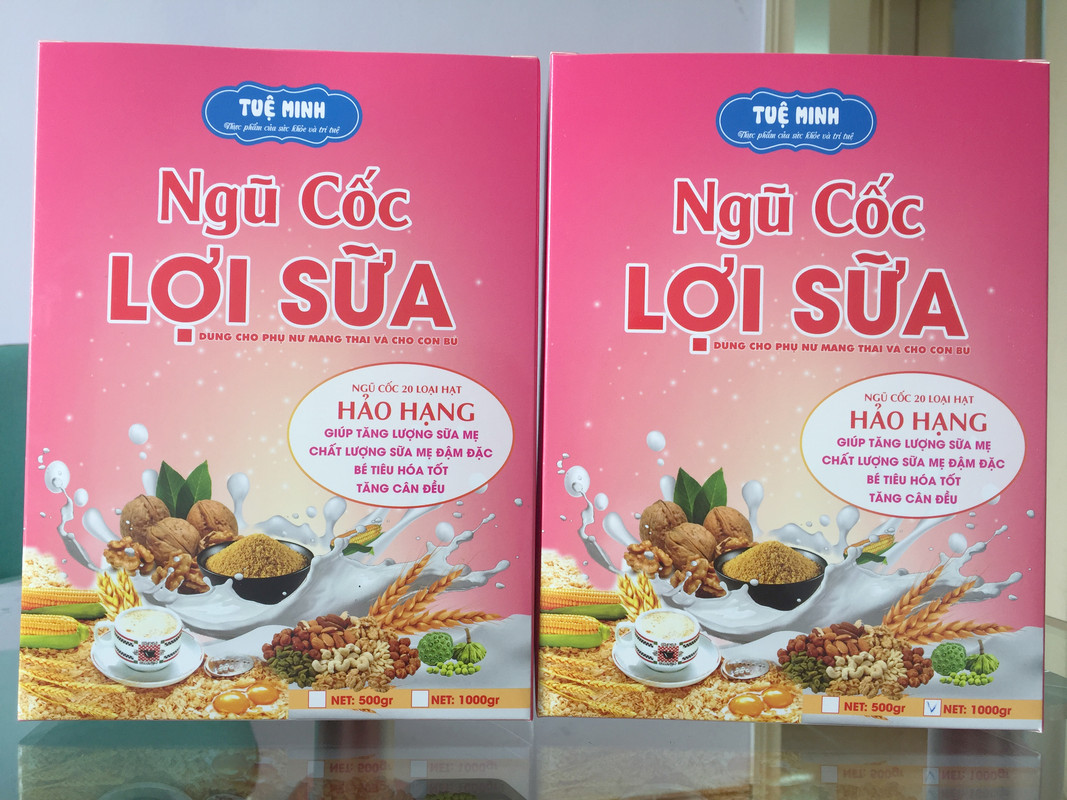 TUỆ MINH
Thực phẩm của sức khỏe và trí tuệ
Ngũ Cốc
LỢI SỮA
DÙNG CHO PHỤ NỮ MANG THAI VÀ CHO CON BÚ
NGŨ CỐC 20 LOẠI HẠT
HẢO HẠNG
GIÚP TĂNG LƯỢNG SỮA MẸ
CHẤT LƯỢNG SỮA MẸ ĐẬM ĐẶC
BÉ TIÊU HÓA TỐT
TĂNG CÂN ĐỀU
NET: 500gr NET: 1000gr
TUỆ MINH
Thực phẩm của sức khỏe và trí tuệ
Ngũ Cốc
LỢI SỮA
DÙNG CHO PHỤ NỮ MANG THAI VÀ CHO CON BÚ
NGŨ CỐC 20 LOẠI HẠT
HẢO HẠNG
GIÚP TĂNG LƯỢNG SỮA MẸ
CHẤT LƯỢNG SỮA MẸ ĐẬM ĐẶC
BÉ TIÊU HÓA TỐT
TĂNG CÂN ĐỀU
NET: 500gr NET: 1000gr